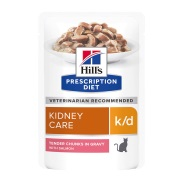 Hill's
PRESCRIPTION DIET
VETERINARIAN RECOMMENDED
KIDNEY
CARE
k/d
TENDER CHUNKS IN GRAVY
WITH SALMON